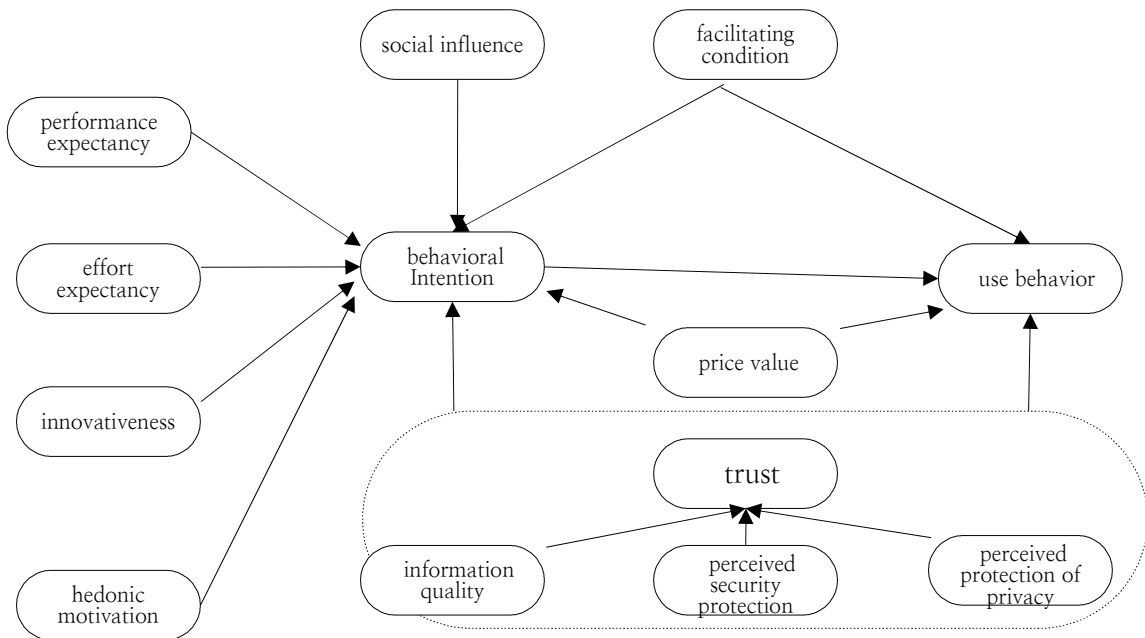 social influence
facilitating
condition
performance
expectancy
effort
expectancy
behavioral
Intention
use behavior
price value
innovativeness
trust
hedonic
motivation
information
quality
perceived
security
protection
perceived
protection of
privacy